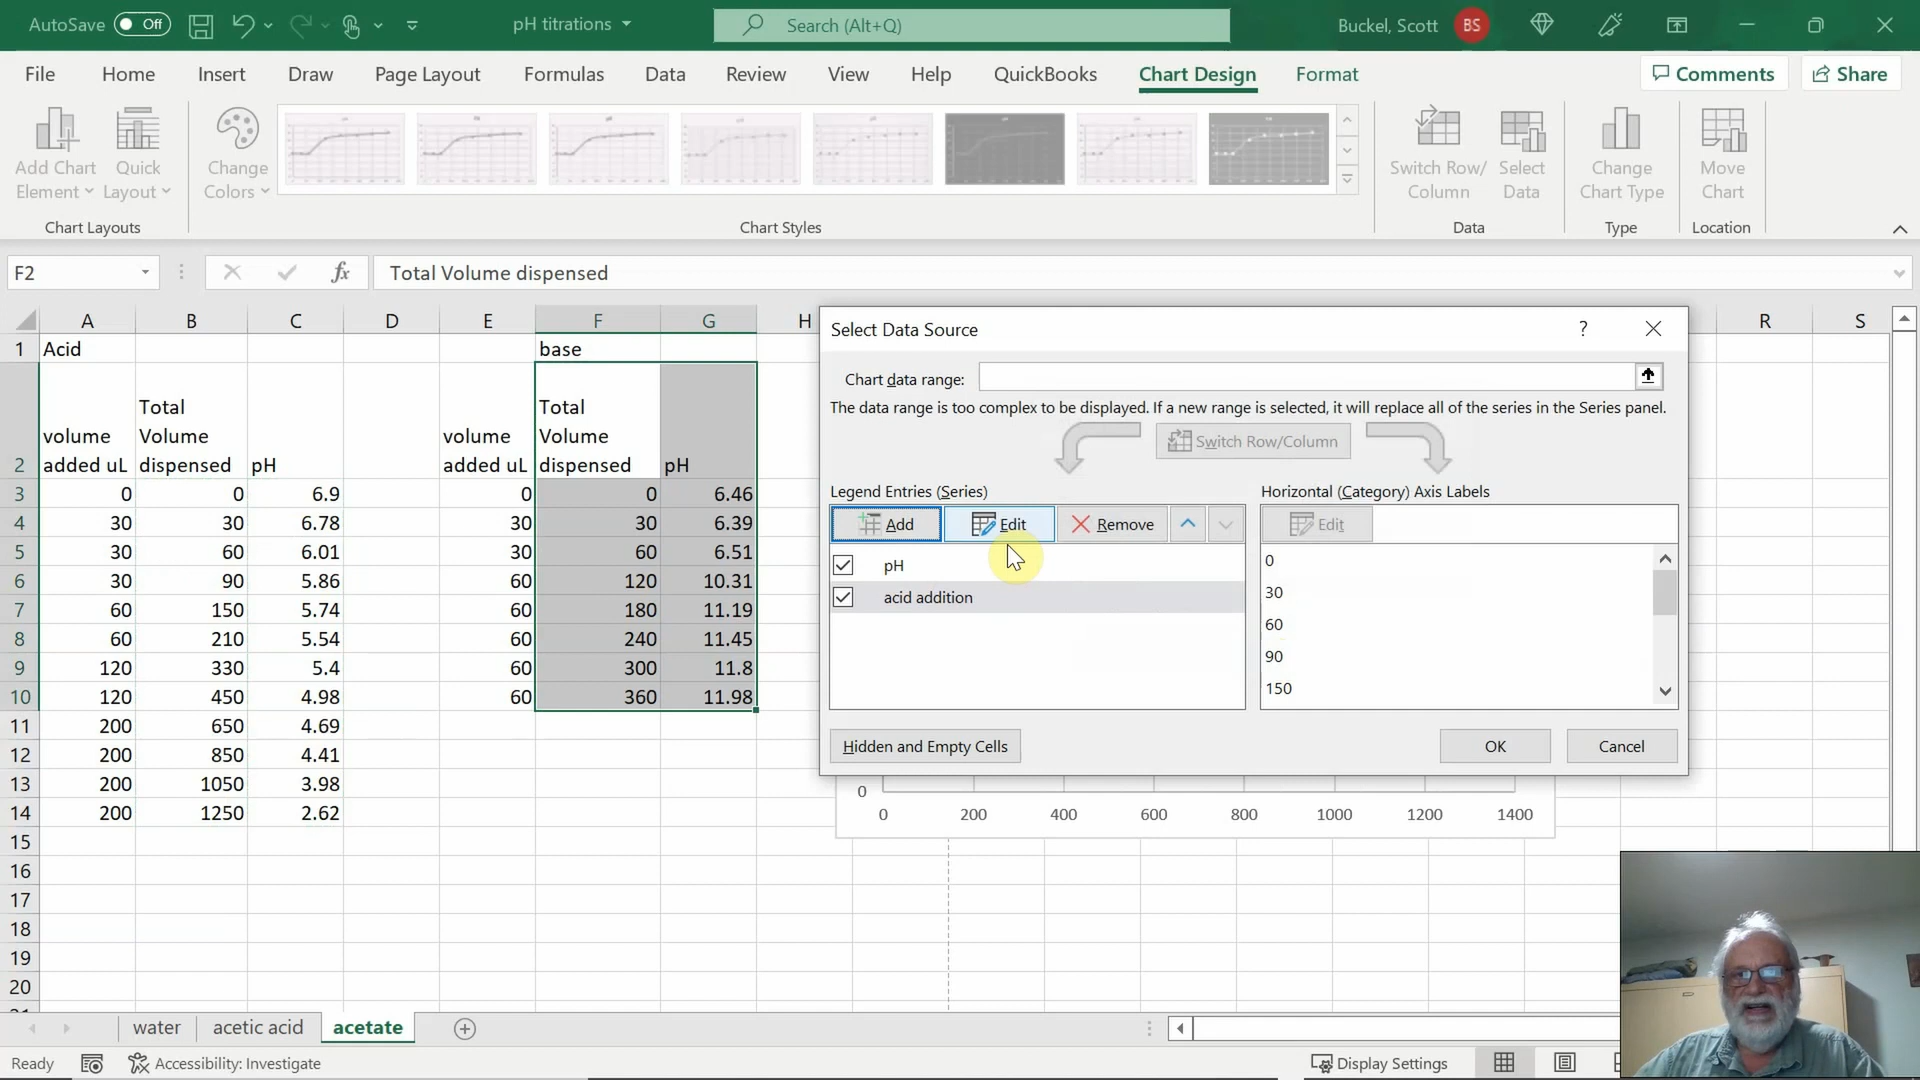 AutoSave Off pH titrations Search (Alt+Q) Buckel, Scott BS
File Home Insert Draw Page Layout Formulas Data Review View Help QuickBooks Chart Design Format Comments Share
Add Chart Element Quick Layout Change Colors Switch Row/ Column Select Data Change Chart Type Move Chart
Chart Layouts Chart Styles Data Type Location
F2 fx Total Volume dispensed
A B C D E F G H R S
1 Acid base
2 volume added uL Total Volume dispensed pH volume added uL Total Volume dispensed pH
3 0 0 6.9 0 0 6.46
4 30 30 6.78 30 30 6.39
5 30 60 6.01 30 60 6.51
6 30 90 5.86 60 120 10.31
7 60 150 5.74 60 180 11.19
8 60 210 5.54 60 240 11.45
9 120 330 5.4 60 300 11.8
10 120 450 4.98 60 360 11.98
11 200 650 4.69
12 200 850 4.41
13 200 1050 3.98
14 200 1250 2.62
15
16
17
18
19
20
Select Data Source ?
Chart data range:
The data range is too complex to be displayed. If a new range is selected, it will replace all of the series in the Series panel.
Switch Row/Column
Legend Entries (Series) Horizontal (Category) Axis Labels
Add Edit Remove Edit
pH
acid addition
0
30
60
90
150
Hidden and Empty Cells OK Cancel
0
0 200 400 600 800 1000 1200 1400
water acetic acid acetate
Ready Accessibility: Investigate Display Settings